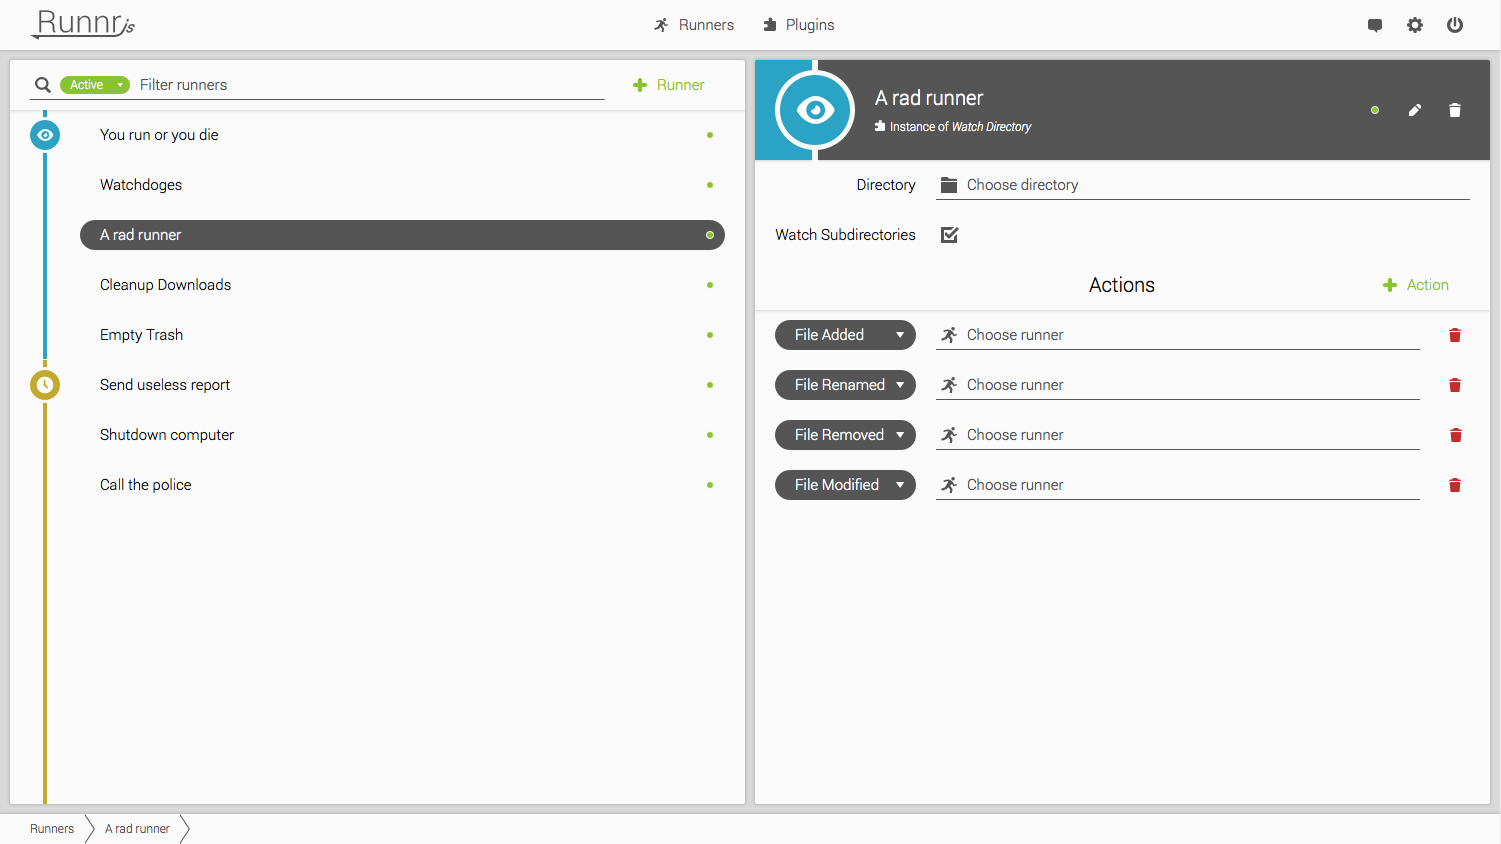 Runnrjs
Runners
Plugins
Active
Filter runners
Runner
You run or you die
Watchdoges
A rad runner
Cleanup Downloads
Empty Trash
Send useless report
Shutdown computer
Call the police
A rad runner
Instance of Watch Directory
Directory
Choose directory
Watch Subdirectories
Actions
Action
File Added
Choose runner
File Renamed
Choose runner
File Removed
Choose runner
File Modified
Choose runner
Runners
A rad runner